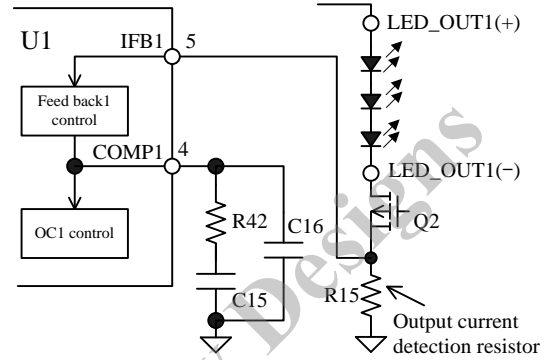 U1
IFB1
5
LED_OUT1(+)
Feed back1
control
COMP1
4
LED_OUT1(−)
OC1 control
R42
C16
Q2
C15
R15
Output current
detection resistor
Designs